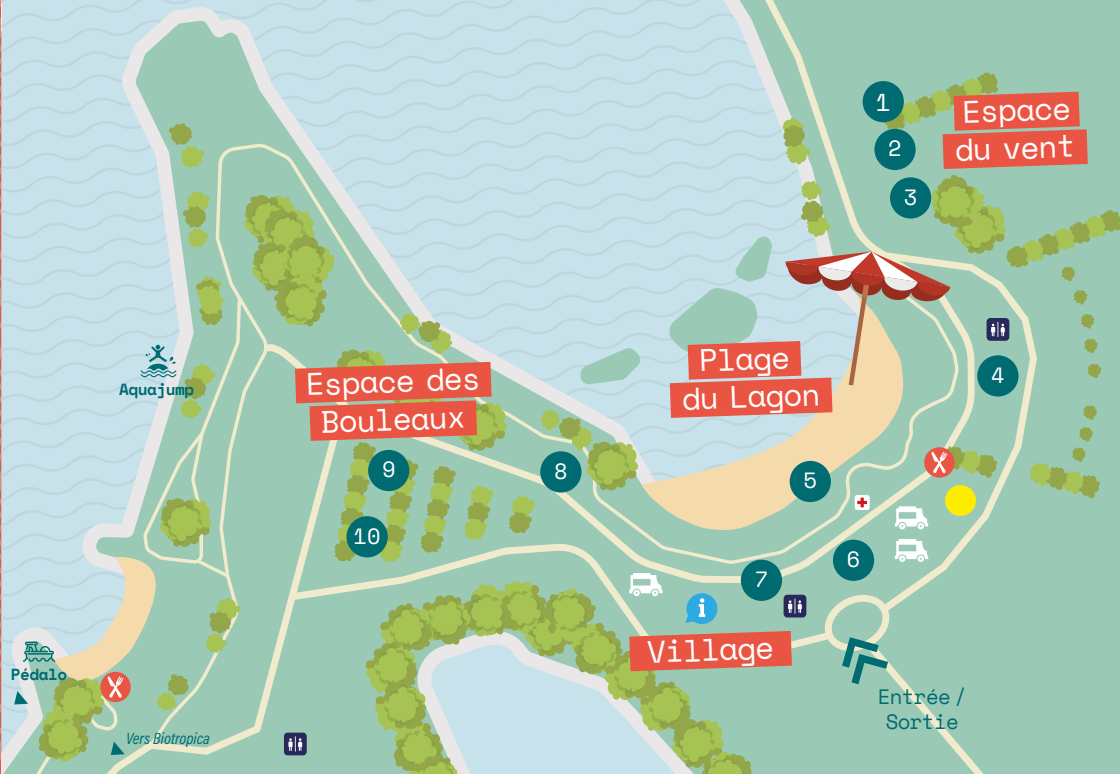 1
Espace
du vent
2
3
Aquajump
Espace des
Bouleaux
Plage
du Lagon
4
9
8
5
10
6
7
i
Village
Pédalo
Entrée /
Sortie
Vers Biotropica